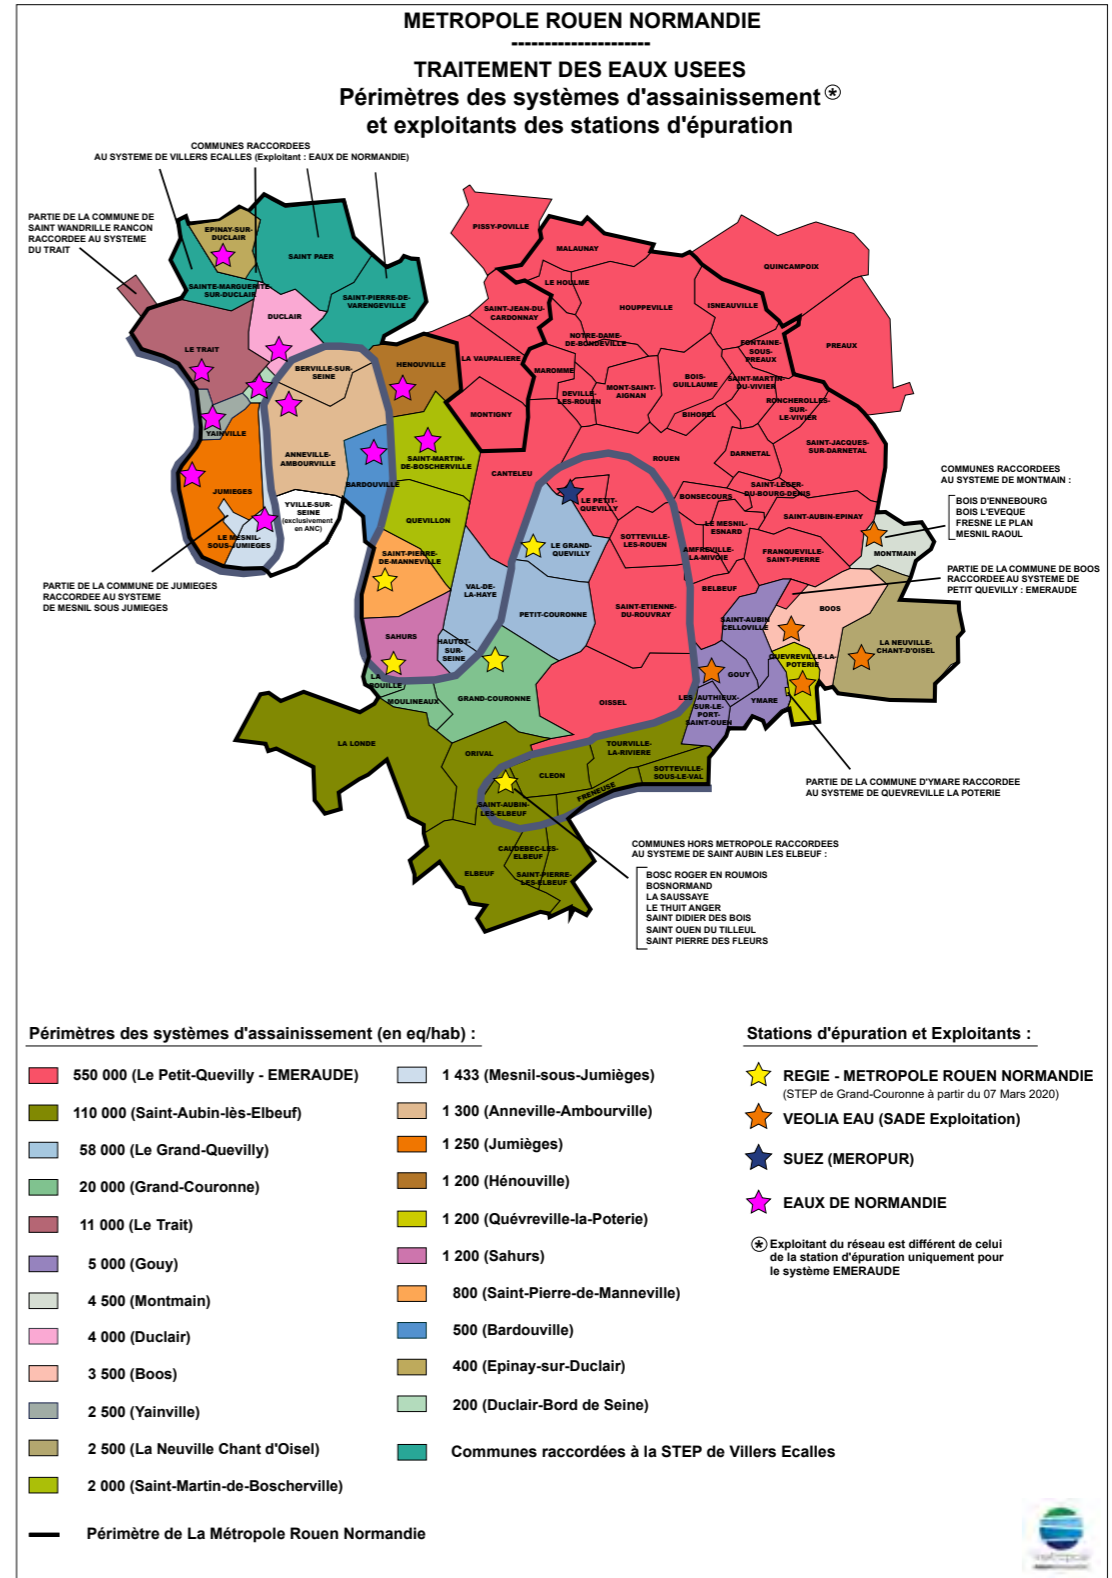 METROPOLE ROUEN NORMANDIE
---------------------
TRAITEMENT DES EAUX USEES
Périmètres des systèmes d'assainissement
et exploitants des stations d'épuration
COMMUNES RACCORDEES
AU SYSTEME DE VILLERS ECALLES (Exploitant : EAUX DE NORMANDIE)
PARTIE DE LA COMMUNE DE
SAINT WANDRILLE RANCON
RACCORDEE AU SYSTEME
DU TRAIT
EPINAY-SUR-
DUCLAIR
SAINT PAER
SAINTE-MARGUERITE
SUR-DUCLAIR
SAINT-PIERRE-DE-
VARENGEVILLE
DUCLAIR
LE TRAIT
BERVILLE-SUR-
SEINE
HENOUVILLE
YAINVILLE
ANNEVILLE-
AMBOURVILLE
BARDOUVILLE
SAINT-MARTIN-
DE-BOSCHERVILLE
JUMIEGES
YVILLE-SUR-
SEINE
(exclusivement
en ANC)
LE MESNIL-
SOUS-JUMIEGES
QUEVILLON
SAINT-PIERRE-
DE-MANNEVILLE
PARTIE DE LA COMMUNE DE JUMIEGES
RACCORDEE AU SYSTEME
DE MESNIL SOUS JUMIEGES
PISSY-POVILLE
MALAUNAY
QUINCAMPOIX
LE HOULME
HOUPPEVILLE
ISNEAUVILLE
SAINT-JEAN-DU-
CARDONNAY
NOTRE-DAME-
DE-BONDEVILLE
FONTAINE-
SOUS-
PREAUX
PREAUX
LA VAUPALIERE
MAROMME
DEVILLE-
LES-ROUEN
MONT-SAINT-
AIGNAN
BOIS-
GUILLAUME
SAINT-MARTIN
DU-VIVIER
RONCHEROLLES-
SUR-
LE-VIVIER
MONTIGNY
BIHOREL
SAINT-JACQUES-
SUR-DARNETAL
DARNETAL
ROUEN
CANTELEU
SAINT-LEGER-
DU-BOURG-DENIS
LE PETIT-
QUEVILLY
BONSECOURS
SAINT-AUBIN-EPINAY
LE MESNIL-
ESNARD
SOTTEVILLE-
LES-ROUEN
LE GRAND-
QUEVILLY
AMFREVILLE-
LA-MIVOIE
FRANQUEVILLE-
SAINT-PIERRE
MONTMAIN
COMMUNES RACCORDEES
AU SYSTEME DE MONTMAIN :
BOIS D'ENNEBOURG
BOIS L'EVEQUE
FRESNE LE PLAN
MESNIL RAOUL
PARTIE DE LA COMMUNE DE BOOS
RACCORDEE AU SYSTEME DE
PETIT QUEVILLY : EMERAUDE
VAL-DE-
LA-HAYE
BELBEUF
PETIT-COURONNE
SAINT-ETIENNE-
DU-ROUVRAY
BOOS
SAINT-AUBIN
CELLOVILLE
SAHURS
HAUTOT-
SUR-
SEINE
LA NEUVILLE-
CHANT-D'OISEL
QUEVREVILLE-LA-
POTERIE
GOUY
LA
BOUILLE
MOULINEAUX
GRAND-COURONNE
OISSEL
LES AUTHIEUX-
SUR-LE-
PORT-
SAINT-OUEN
YMARE
LA LONDE
ORIVAL
TOURVILLE-
LA-RIVIERE
CLEON
SOTTEVILLE-
SOUS-LE-VAL
FRENEUSE
SAINT-AUBIN-
LES-ELBEUF
CAUDEBEC-LES-
ELBEUF
ELBEUF
SAINT-PIERRE-
LES-ELBEUF
PARTIE DE LA COMMUNE D'YMARE RACCORDEE
AU SYSTEME DE QUEVREVILLE LA POTERIE
COMMUNES HORS METROPOLE RACCORDEES
AU SYSTEME DE SAINT AUBIN LES ELBEUF :
BOSC ROGER EN ROUMOIS
BOSNORMAND
LA SAUSSAYE
LE THUIT ANGER
SAINT DIDIER DES BOIS
SAINT OUEN DU TILLEUL
SAINT PIERRE DES FLEURS
Périmètres des systèmes d'assainissement (en eq/hab) :
550 000 (Le Petit-Quevilly - EMERAUDE)
110 000 (Saint-Aubin-lès-Elbeuf)
58 000 (Le Grand-Quevilly)
20 000 (Grand-Couronne)
11 000 (Le Trait)
5 000 (Gouy)
4 500 (Montmain)
4 000 (Duclair)
3 500 (Boos)
2 500 (Yainville)
2 500 (La Neuville Chant d'Oisel)
2 000 (Saint-Martin-de-Boscherville)
Périmètre de La Métropole Rouen Normandie
1 433 (Mesnil-sous-Jumièges)
1 300 (Anneville-Ambourville)
1 250 (Jumièges)
1 200 (Hénouville)
1 200 (Quévreville-la-Poterie)
1 200 (Sahurs)
800 (Saint-Pierre-de-Manneville)
500 (Bardouville)
400 (Epinay-sur-Duclair)
200 (Duclair-Bord de Seine)
Communes raccordées à la STEP de Villers Ecalles
Stations d'épuration et Exploitants :
REGIE - METROPOLE ROUEN NORMANDIE
(STEP de Grand-Couronne à partir du 07 Mars 2020)
VEOLIA EAU (SADE Exploitation)
SUEZ (MEROPUR)
EAUX DE NORMANDIE
Exploitant du réseau est différent de celui
de la station d'épuration uniquement pour
le système EMERAUDE